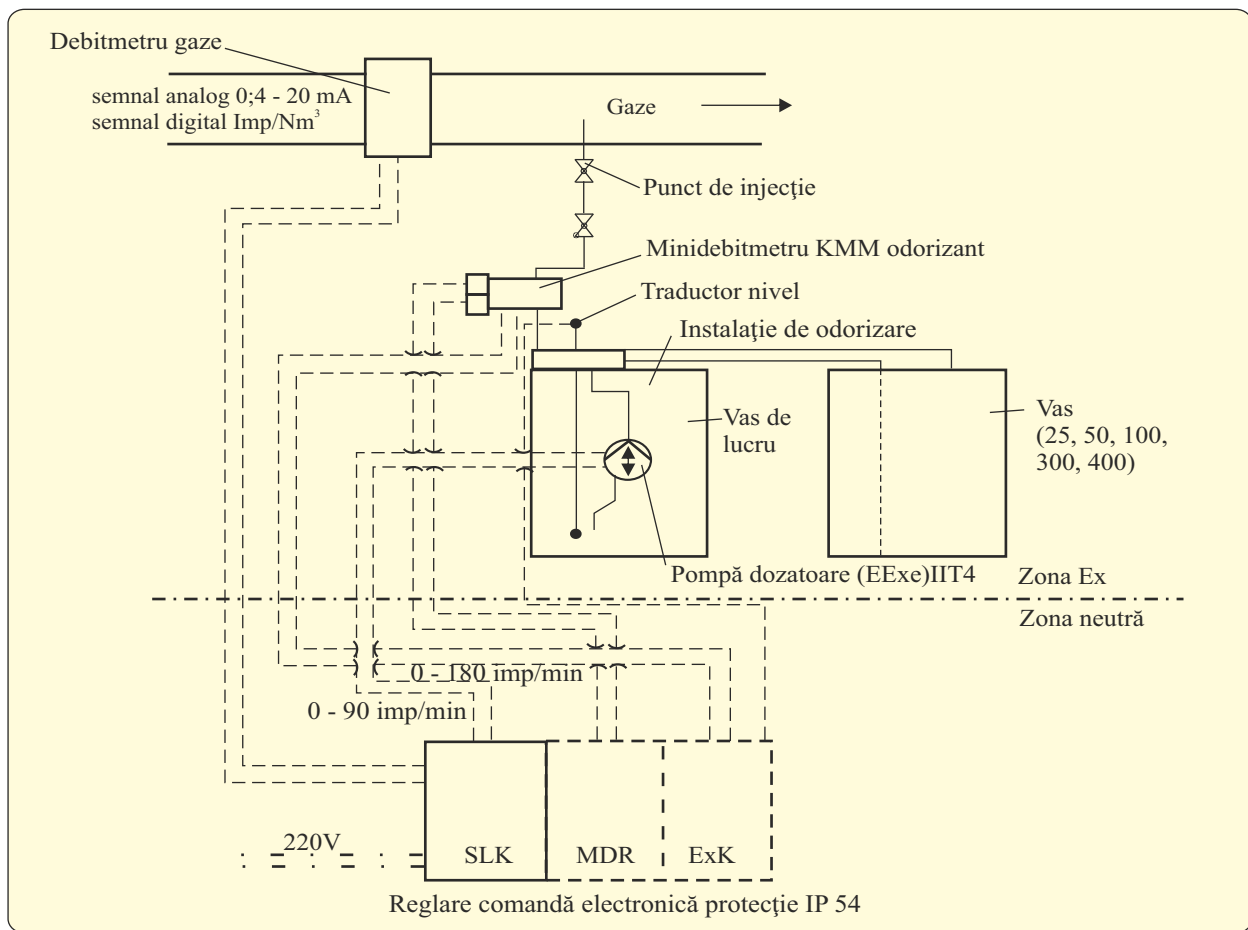 Debitmetru gaze
semnal analog 0;4 - 20 mA
semnal digital Imp/Nm³
Gaze
Punct de injecţie
Minidebitmetru KMM odorizant
Traductor nivel
Instalaţie de odorizare
Vas de
lucru
Vas
(25, 50, 100,
300, 400)
Pompă dozatoare (EExe)IIT4
Zona Ex
Zona neutră
0 - 180 imp/min
0 - 90 imp/min
220V
SLK
MDR
ExK
Reglare comandă electronică protecţie IP 54